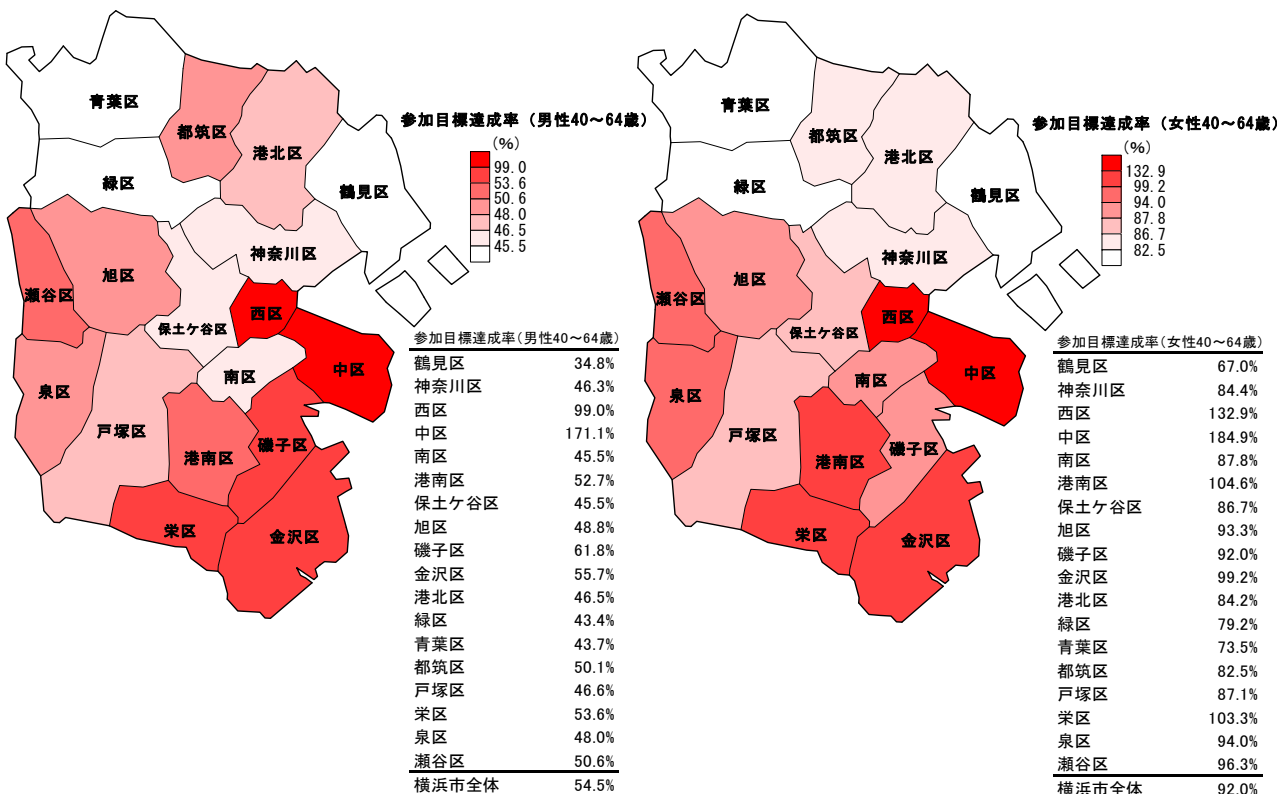 青葉区
都筑区
港北区
緑区
鶴見区
神奈川区
旭区
瀬谷区
西区
保土ケ谷区
中区
南区
泉区
戸塚区
港南区
磯子区
栄区
金沢区
参加目標達成率 (男性40～64歳)
(%)
99.0
53.6
50.6
48.0
46.5
45.5
参加目標達成率(男性40～64歳)
鶴見区 34.8%
神奈川区 46.3%
西区 99.0%
中区 171.1%
南区 45.5%
港南区 52.7%
保土ケ谷区 45.5%
旭区 48.8%
磯子区 61.8%
金沢区 55.7%
港北区 46.5%
緑区 43.4%
青葉区 43.7%
都筑区 50.1%
戸塚区 46.6%
栄区 53.6%
泉区 48.0%
瀬谷区 50.6%
横浜市全体 54.5%
青葉区
都筑区
港北区
緑区
鶴見区
神奈川区
旭区
瀬谷区
西区
保土ケ谷区
中区
南区
泉区
戸塚区
港南区
磯子区
栄区
金沢区
参加目標達成率 (女性40～64歳)
(%)
132.9
99.2
94.0
87.8
86.7
82.5
参加目標達成率(女性40～64歳)
鶴見区 67.0%
神奈川区 84.4%
西区 132.9%
中区 184.9%
南区 87.8%
港南区 104.6%
保土ケ谷区 86.7%
旭区 93.3%
磯子区 92.0%
金沢区 99.2%
港北区 84.2%
緑区 79.2%
青葉区 73.5%
都筑区 82.5%
戸塚区 87.1%
栄区 103.3%
泉区 94.0%
瀬谷区 96.3%
横浜市全体 92.0%